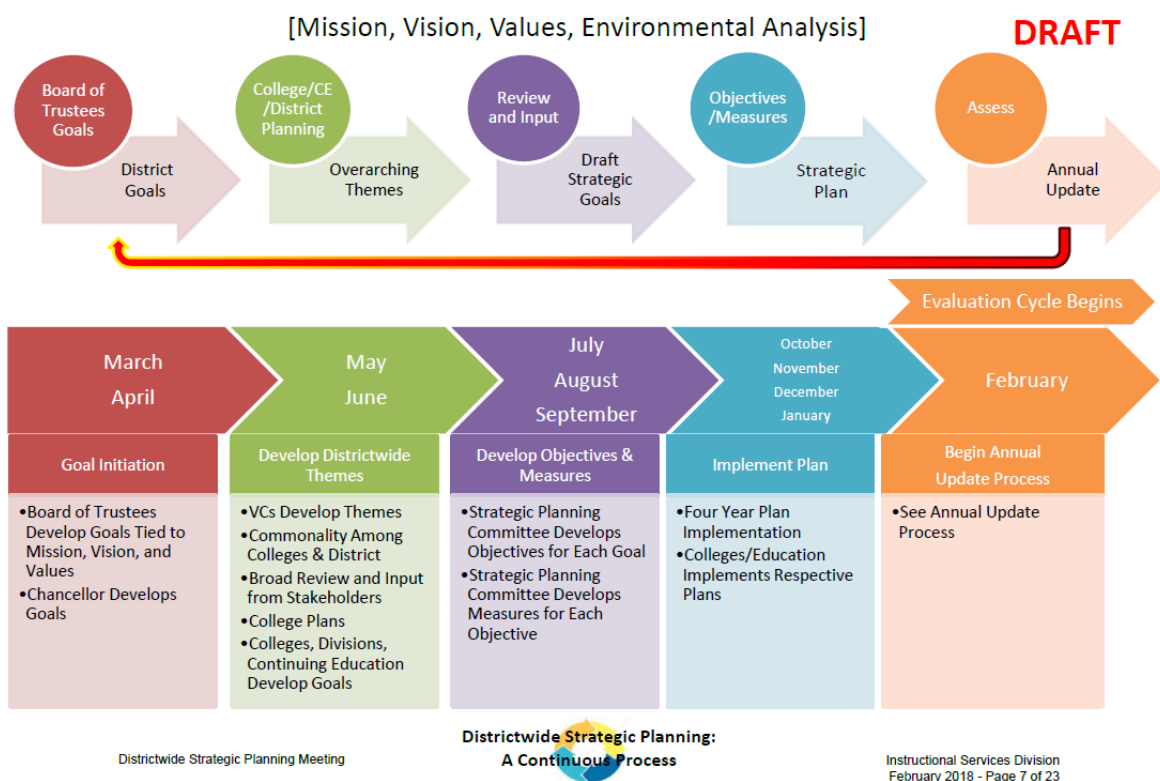 [Mission, Vision, Values, Environmental Analysis]
DRAFT
Board of
Trustees
Goals
District
Goals
College/CE
/District
Planning
Overarching
Themes
Review
and Input
Draft
Strategic
Goals
Objectives
/Measures
Strategic
Plan
Assess
Annual
Update
Evaluation Cycle Begins
March
April
May
June
July
August
September
October
November
December
January
February
Goal Initiation
•Board of Trustees
Develop Goals Tied to
Mission, Vision, and
Values
•Chancellor Develops
Goals
Develop Districtwide
Themes
•VCs Develop Themes
•Commonality Among
Colleges & District
•Broad Review and Input
from Stakeholders
•College Plans
•Colleges, Divisions,
Continuing Education
Develop Goals
Develop Objectives &
Measures
•Strategic Planning
Committee Develops
Objectives for Each Goal
•Strategic Planning
Committee Develops
Measures for Each
Objective
Implement Plan
•Four Year Plan
Implementation
•Colleges/Education
Implements Respective
Plans
Begin Annual
Update Process
•See Annual Update
Process
Districtwide Strategic Planning Meeting
Districtwide Strategic Planning:
A Continuous Process
Instructional Services Division
February 2018 - Page 7 of 23